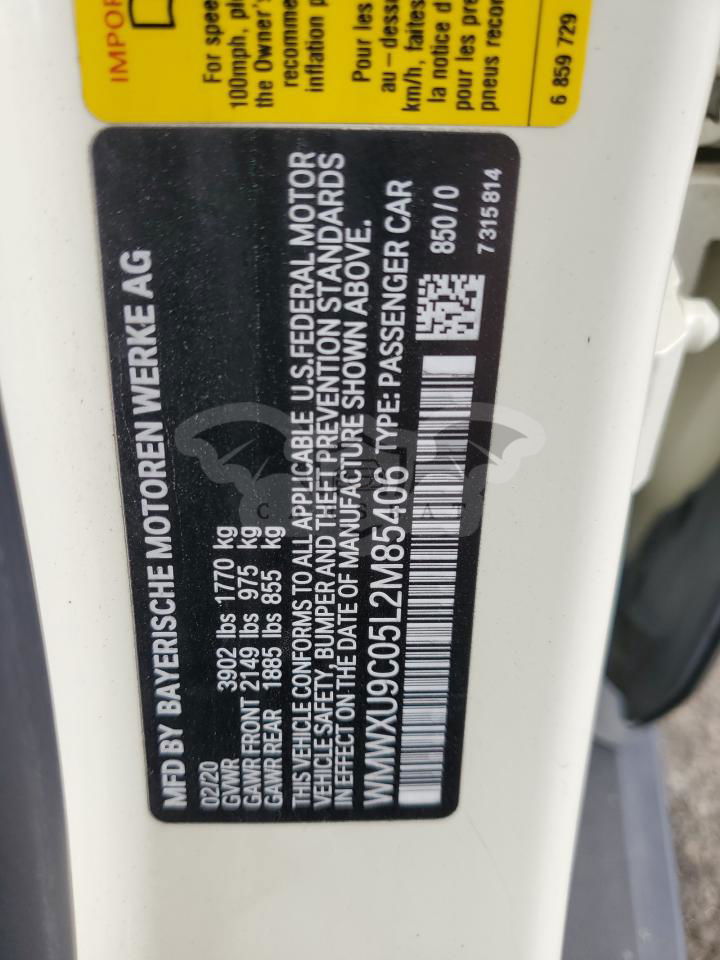 IMPOR
For spee
100mph, pl
the Owner's
recomme
inflation p
Pour les
au-dessu
km/h, faites
la notice d'
pour les pre
pneus recor
6 859 729
MFD BY BAYERISCHE MOTOREN WERKE AG
02/20
GVWR 3902 lbs 1770 kg
GAWR FRONT 2149 lbs 975 kg
GAWR REAR 1885 lbs 855 kg
THIS VEHICLE CONFORMS TO ALL APPLICABLE U.S.FEDERAL MOTOR
VEHICLE SAFETY, BUMPER AND THEFT PREVENTION STANDARDS
IN EFFECT ON THE DATE OF MANUFACTURE SHOWN ABOVE.
WMWXU9C05L2M85406 TYPE: PASSENGER CAR
850/0
7 315 814